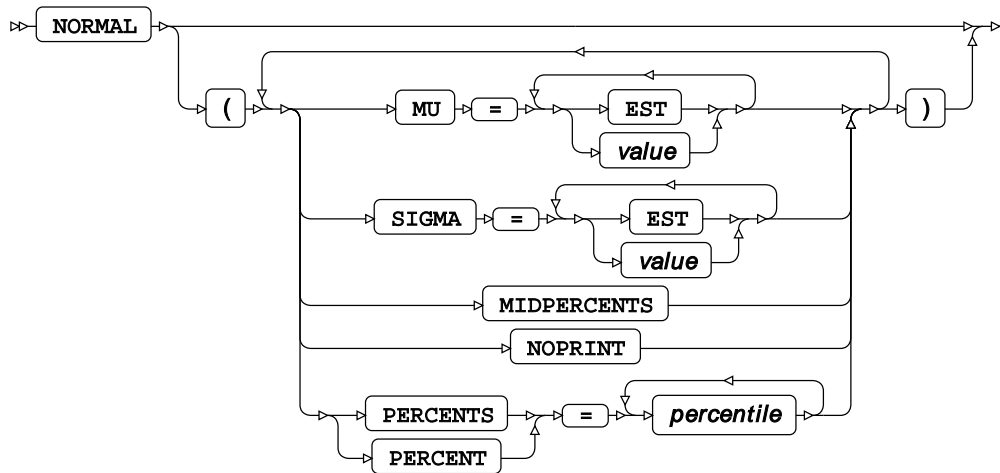 NORMAL
( MU = EST )
value
SIGMA = EST
value
MIDPERCENTS
NOPRINT
PERCENTS = percentile
PERCENT